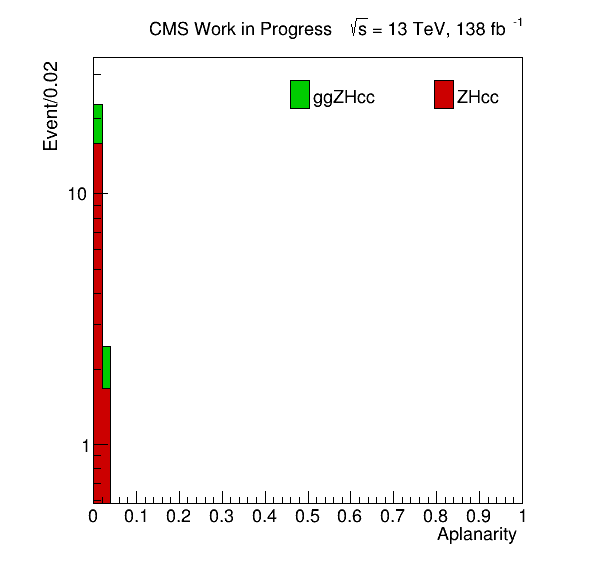 CMS Work in Progress √s = 13 TeV, 138 fb -1
Event/0.02
ggZHcc ZHcc
10
1
0 0.1 0.2 0.3 0.4 0.5 0.6 0.7 0.8 0.9 1
Aplanarity